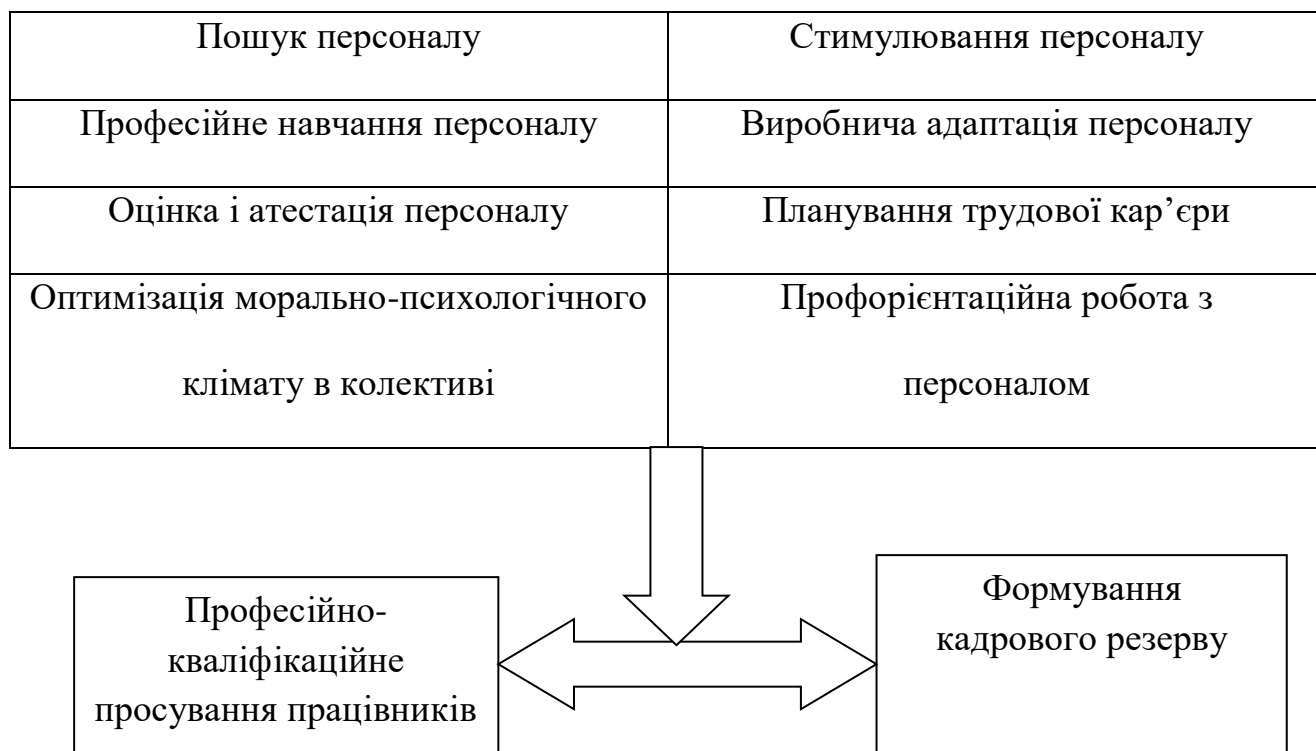 Пошук персоналу
Стимулювання персоналу
Професійне навчання персоналу
Виробнича адаптація персоналу
Оцінка і атестація персоналу
Планування трудової кар’єри
Оптимізація морально-психологічного
клімату в колективі
Профорієнтаційна робота з
персоналом
Професійно-
кваліфікаційне
просування працівників
Формування
кадрового резерву